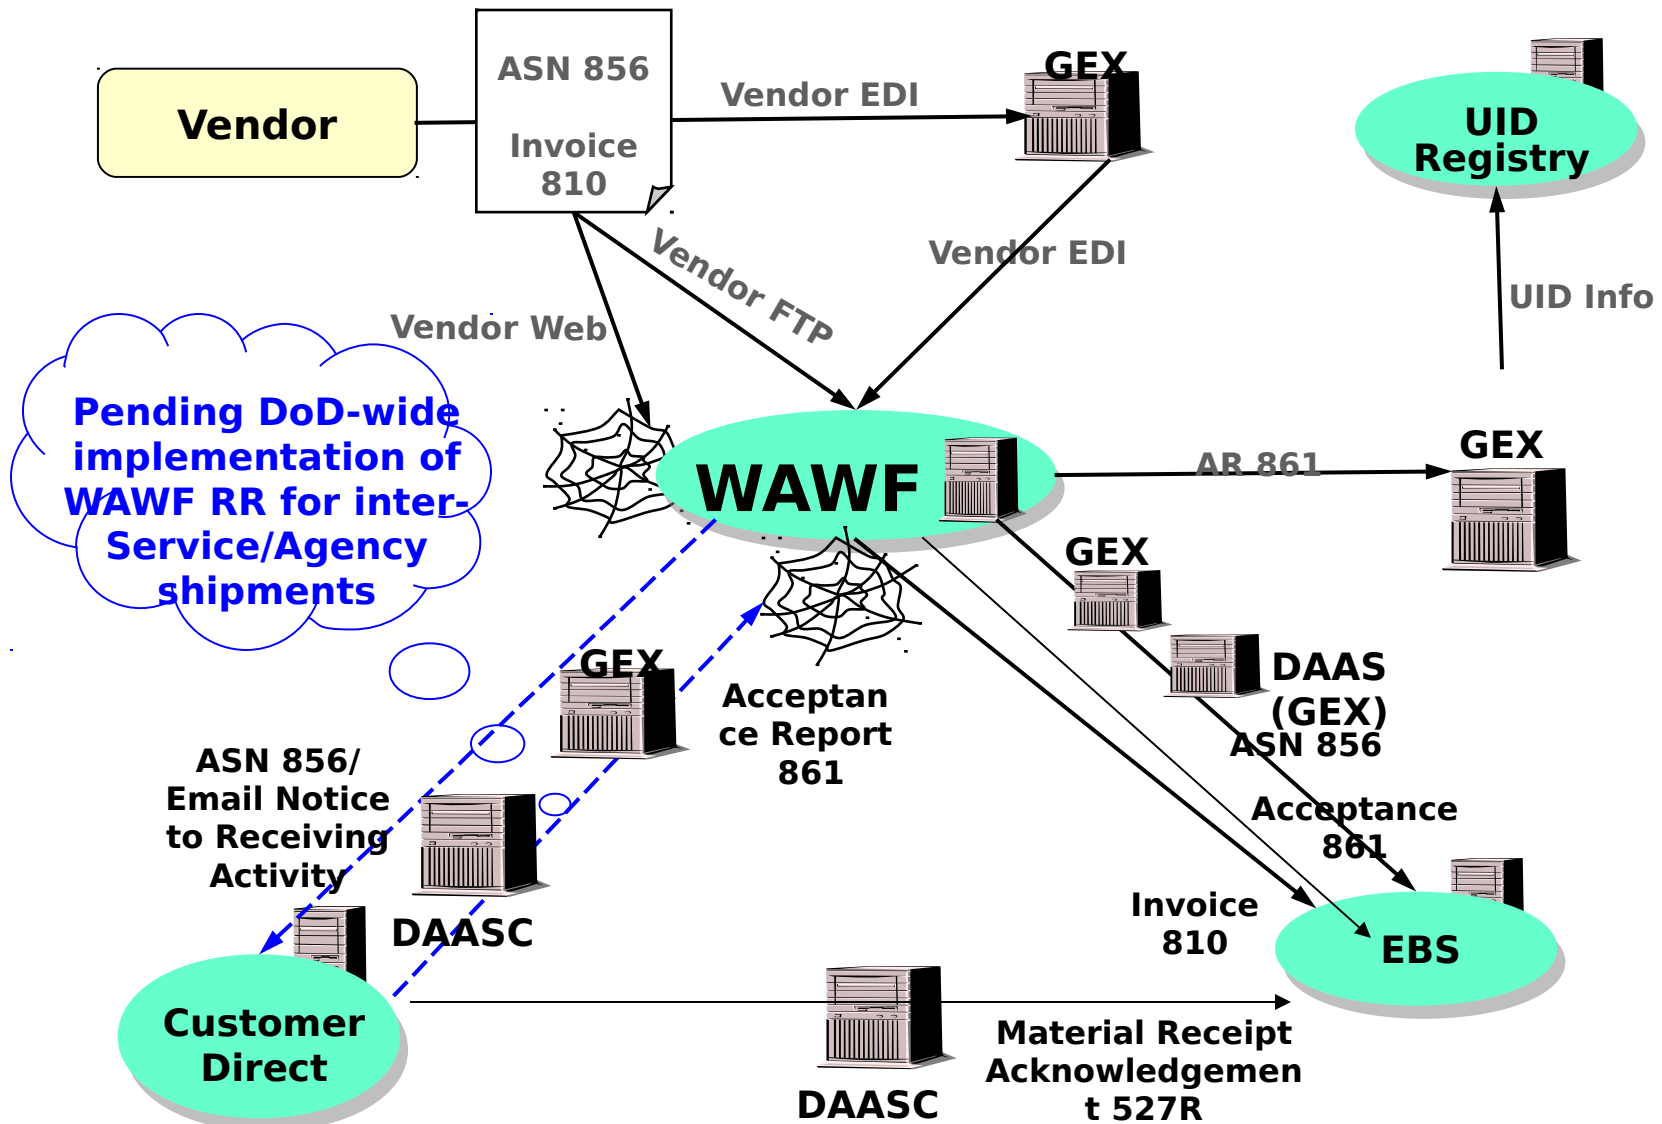 GEX
ASN 856
Vendor EDI
Vendor
UID
Registry
Invoice
810
Vendor FTP
Vendor EDI
UID Info
Vendor Web
Pending DoD-wide
implementation of
WAWF RR for inter-
Service/Agency
shipments
WAWF
AR 861
GEX
GEX
GEX
DAAS
(GEX)
Acceptan
ce Report
861
ASN 856
ASN 856/
Email Notice
to Receiving
Activity
Acceptance
861
DAASC
Invoice
810
EBS
Customer
Direct
Material Receipt
Acknowledgemen
t 527R
DAASC